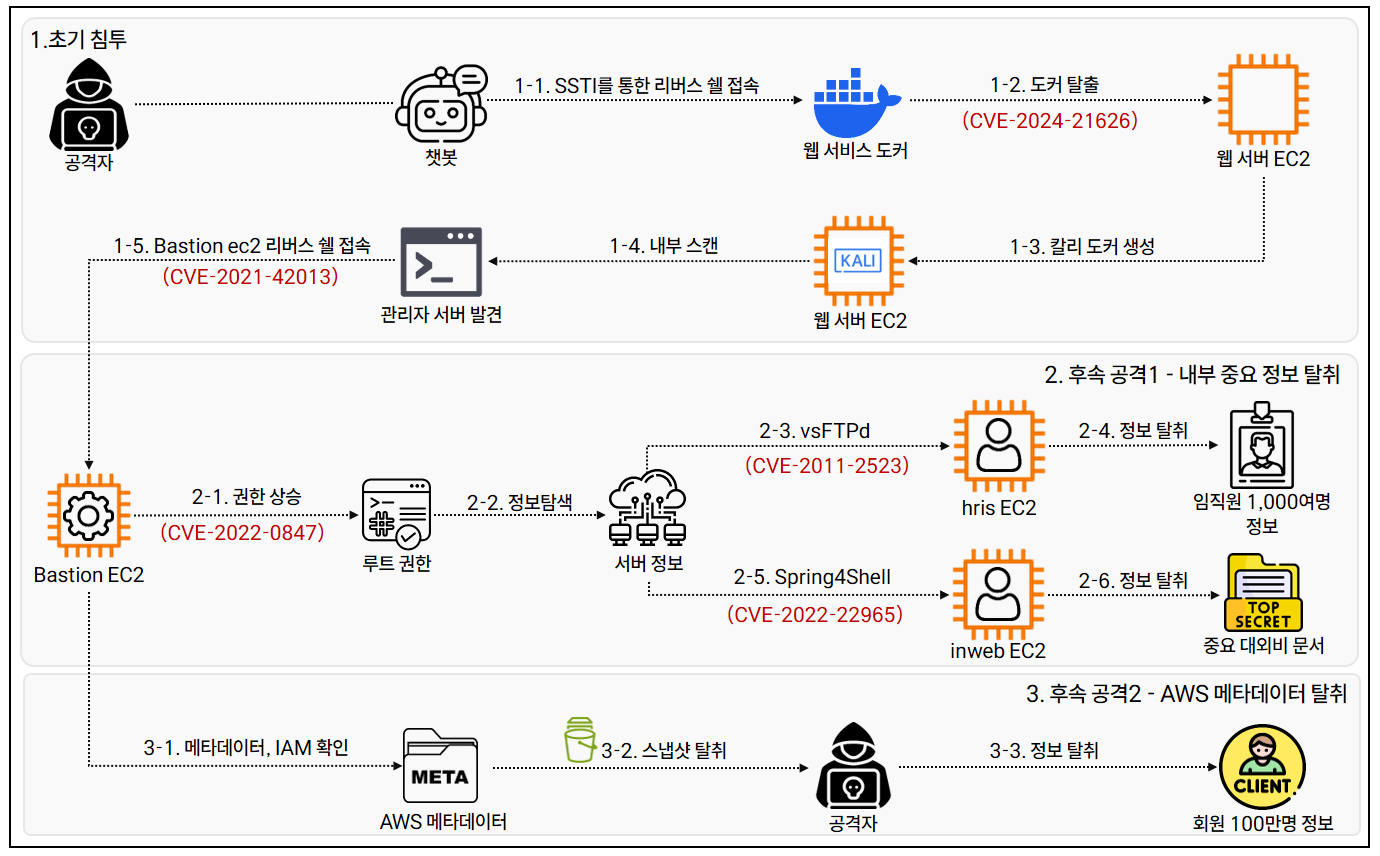 1.초기 침투
공격자
챗봇
1-1. SSTI를 통한 리버스 쉘 접속
웹 서비스 도커
1-2. 도커 탈출
(CVE-2024-21626)
웹 서버 EC2
1-3. 칼리 도커 생성
KALI
웹 서버 EC2
1-4. 내부 스캔
관리자 서버 발견
1-5. Bastion ec2 리버스 쉘 접속
(CVE-2021-42013)
2. 후속 공격1 - 내부 중요 정보 탈취
Bastion EC2
2-1. 권한 상승
(CVE-2022-0847)
루트 권한
2-2. 정보탐색
서버 정보
2-3. vsFTPd
(CVE-2011-2523)
hris EC2
2-4. 정보 탈취
임직원 1,000여명
정보
2-5. Spring4Shell
(CVE-2022-22965)
inweb EC2
2-6. 정보 탈취
TOP
SECRET
중요 대외비 문서
3. 후속 공격2 - AWS 메타데이터 탈취
3-1. 메타데이터, IAM 확인
META
AWS 메타데이터
3-2. 스냅샷 탈취
공격자
3-3. 정보 탈취
CLIENT
회원 100만명 정보